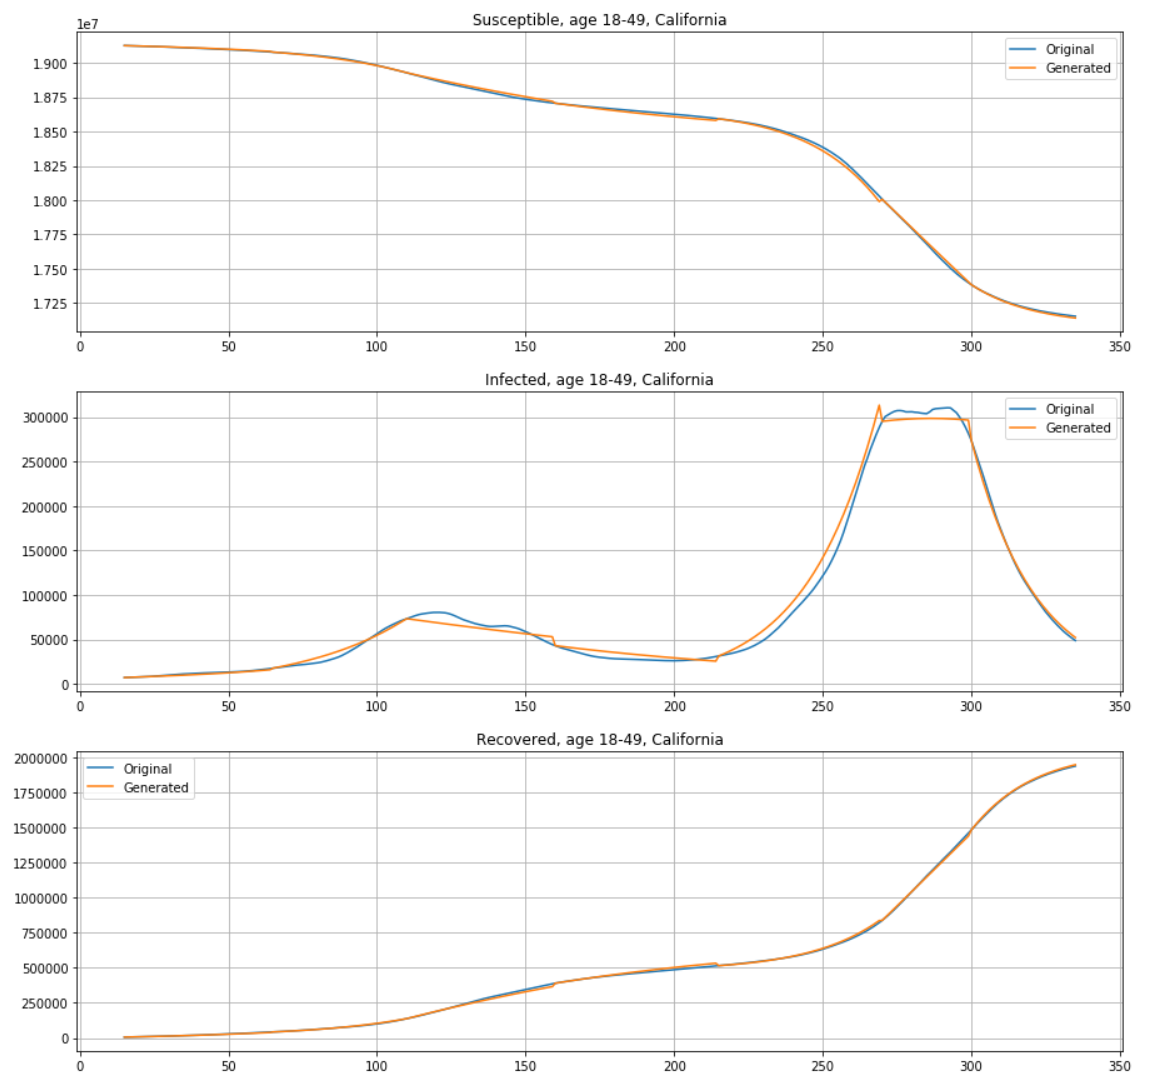 Susceptible, age 18-49, California
1e7
1.900
1.875
1.850
1.825
1.800
1.775
1.750
1.725
Original
Generated
0 50 100 150 200 250 300 350
Infected, age 18-49, California
300000
250000
200000
150000
100000
50000
0
Original
Generated
0 50 100 150 200 250 300 350
Recovered, age 18-49, California
2000000
1750000
1500000
1250000
1000000
750000
500000
250000
0
Original
Generated
0 50 100 150 200 250 300 350